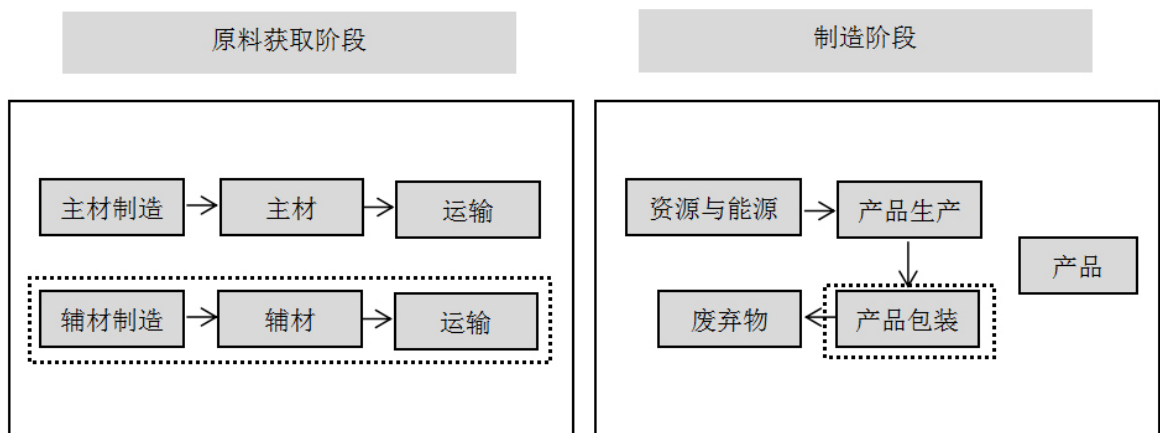 原料获取阶段
制造阶段
主材制造
主材
运输
辅材制造
辅材
运输
资源与能源
产品生产
产品
废弃物
产品包装